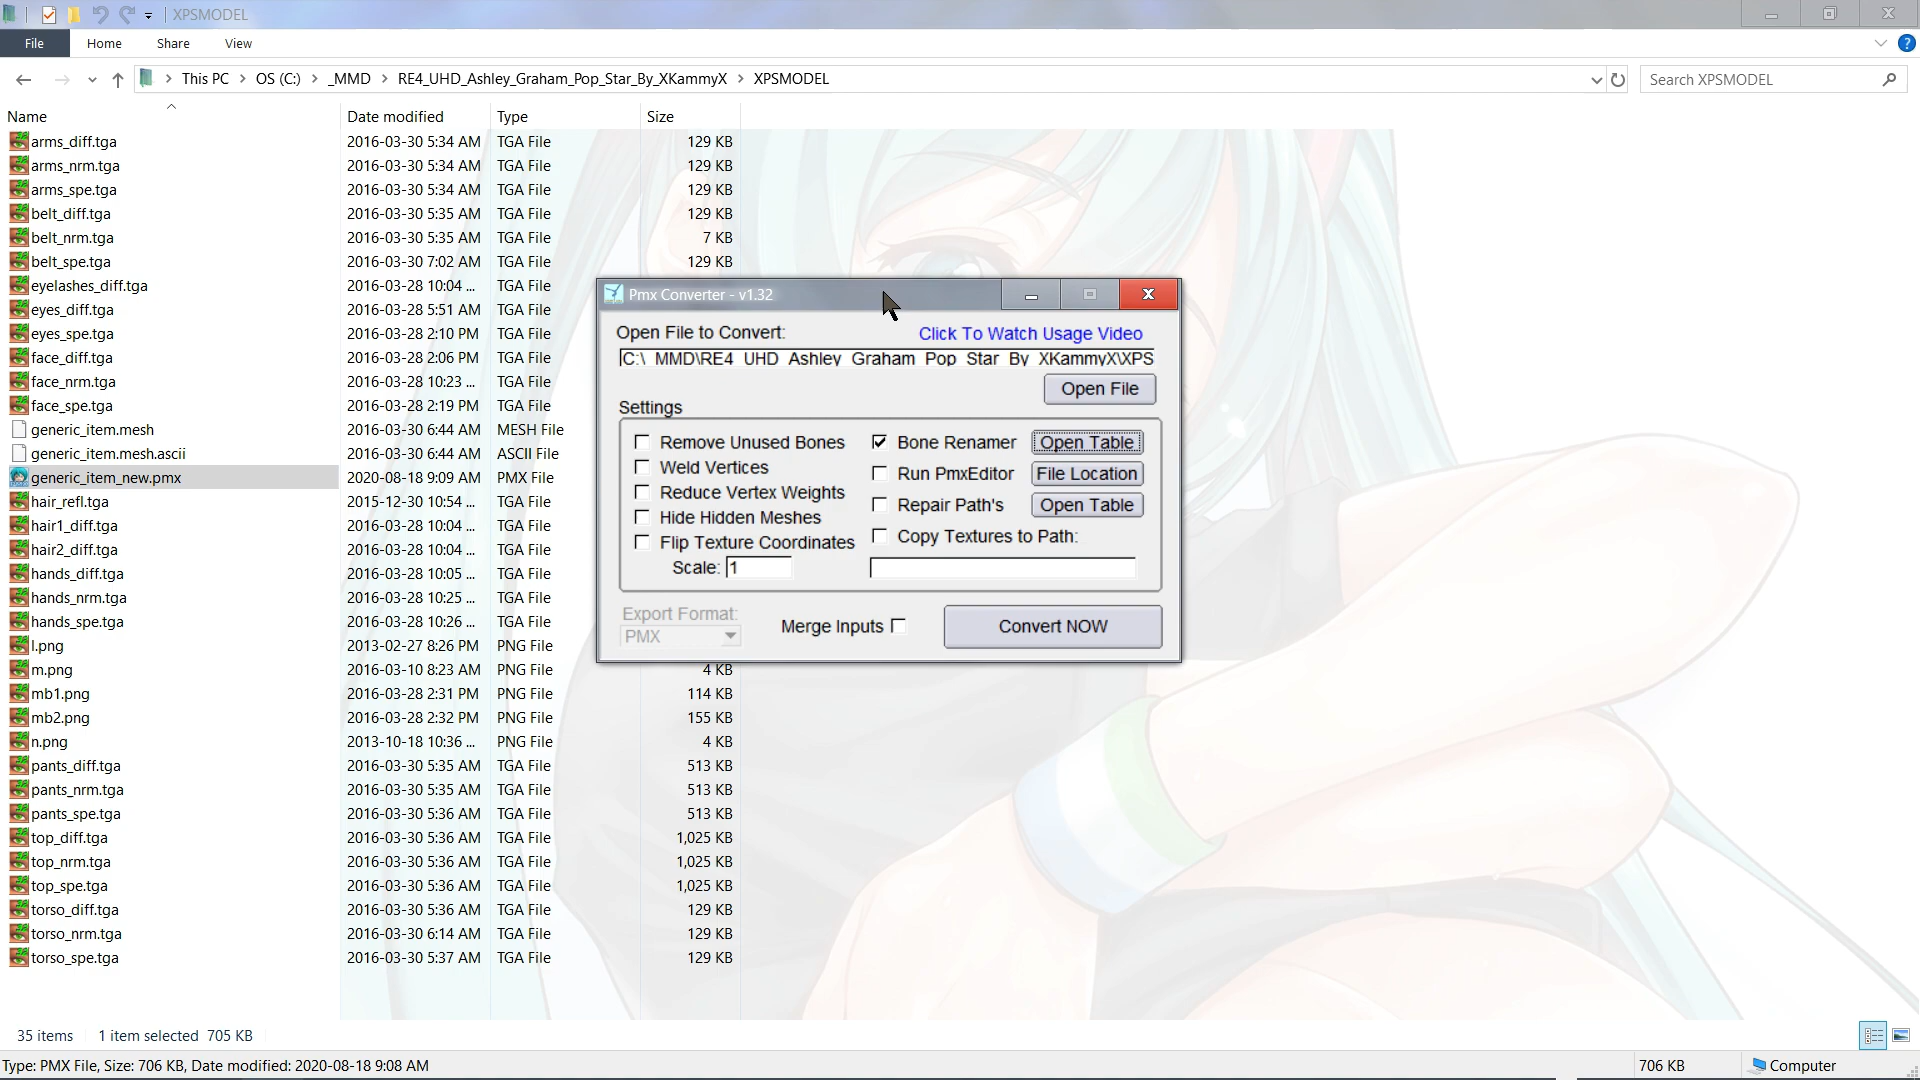 XPSMODEL
File Home Share View
This PC OS (C:) _MMD RE4_UHD_Ashley_Graham_Pop_Star_By_XKammyX XPSMODEL Search XPSMODEL
Name Date modified Type Size
arms_diff.tga 2016-03-30 5:34 AM TGA File 129 KB
arms_nrm.tga 2016-03-30 5:34 AM TGA File 129 KB
arms_spe.tga 2016-03-30 5:34 AM TGA File 129 KB
belt_diff.tga 2016-03-30 5:35 AM TGA File 129 KB
belt_nrm.tga 2016-03-30 5:35 AM TGA File 7 KB
belt_spe.tga 2016-03-30 7:02 AM TGA File 129 KB
eyelashes_diff.tga 2016-03-28 10:04 ... TGA File
eyes_diff.tga 2016-03-28 5:51 AM TGA File
eyes_spe.tga 2016-03-28 2:10 PM TGA File
face_diff.tga 2016-03-28 2:06 PM TGA File
face_nrm.tga 2016-03-28 10:23 ... TGA File
face_spe.tga 2016-03-28 2:19 PM TGA File
generic_item.mesh 2016-03-30 6:44 AM MESH File
generic_item.mesh.ascii 2016-03-30 6:44 AM ASCII File
generic_item_new.pmx 2020-08-18 9:09 AM PMX File
hair_refl.tga 2015-12-30 10:54 ... TGA File
hair1_diff.tga 2016-03-28 10:04 ... TGA File
hair2_diff.tga 2016-03-28 10:04 ... TGA File
hands_diff.tga 2016-03-28 10:05 ... TGA File
hands_nrm.tga 2016-03-28 10:25 ... TGA File
hands_spe.tga 2016-03-28 10:26 ... TGA File
l.png 2013-02-27 8:26 PM PNG File
m.png 2016-03-10 8:23 AM PNG File 4 KB
mb1.png 2016-03-28 2:31 PM PNG File 114 KB
mb2.png 2016-03-28 2:32 PM PNG File 155 KB
n.png 2013-10-18 10:36 ... PNG File 4 KB
pants_diff.tga 2016-03-30 5:35 AM TGA File 513 KB
pants_nrm.tga 2016-03-30 5:35 AM TGA File 513 KB
pants_spe.tga 2016-03-30 5:36 AM TGA File 513 KB
top_diff.tga 2016-03-30 5:36 AM TGA File 1,025 KB
top_nrm.tga 2016-03-30 5:36 AM TGA File 1,025 KB
top_spe.tga 2016-03-30 5:36 AM TGA File 1,025 KB
torso_diff.tga 2016-03-30 5:36 AM TGA File 129 KB
torso_nrm.tga 2016-03-30 6:14 AM TGA File 129 KB
torso_spe.tga 2016-03-30 5:37 AM TGA File 129 KB
Pmx Converter - v1.32
Open File to Convert: Click To Watch Usage Video
C:\_MMD\RE4_UHD_Ashley_Graham_Pop_Star_By_XKammyX\XPS
Open File
Settings
Remove Unused Bones Bone Renamer Open Table
Weld Vertices Run PmxEditor File Location
Reduce Vertex Weights Repair Path's Open Table
Hide Hidden Meshes Copy Textures to Path:
Flip Texture Coordinates
Scale: 1
Export Format:
PMX Merge Inputs Convert NOW
35 items 1 item selected 705 KB
Type: PMX File, Size: 706 KB, Date modified: 2020-08-18 9:08 AM 706 KB Computer